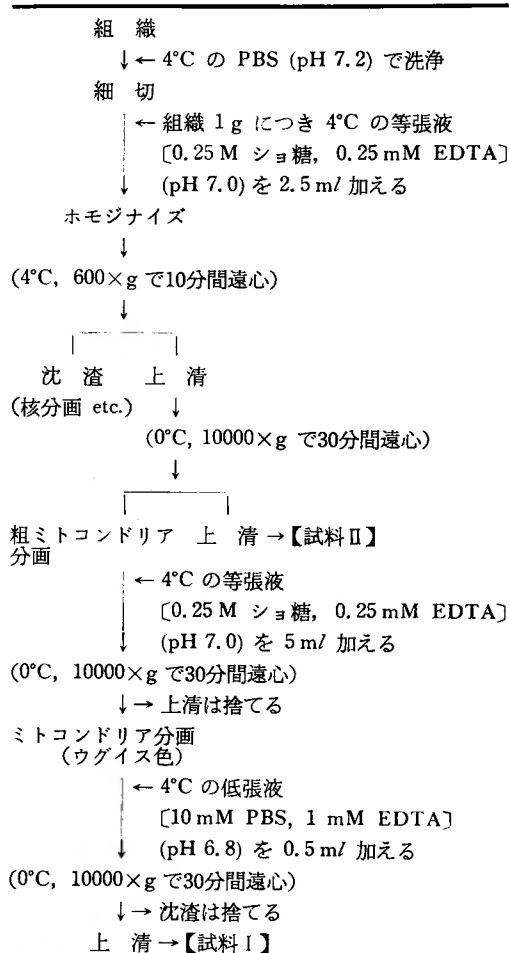 組 織
↓ ← 4°C の PBS (pH 7.2) で洗浄
細 切
← 組織 1g につき 4°C の等張液
〔0.25 M ショ糖, 0.25 mM EDTA〕
↓ (pH 7.0) を 2.5 ml 加える
ホモジナイズ
↓
(4°C, 600×g で10分間遠心)
↓
沈 渣 上 清
(核分画 etc.) ↓
(0°C, 10000×g で30分間遠心)
↓
粗ミトコンドリア 上 清 → 【試料Ⅱ】
分画
← 4°C の等張液
〔0.25 M ショ糖, 0.25 mM EDTA〕
↓ (pH 7.0) を 5 ml 加える
(0°C, 10000×g で30分間遠心)
↓ → 上清は捨てる
ミトコンドリア分画
(ウグイス色)
← 4°C の低張液
〔10 mM PBS, 1 mM EDTA〕
↓ (pH 6.8) を 0.5 ml 加える
(0°C, 10000×g で30分間遠心)
↓ → 沈渣は捨てる
上 清 → 【試料Ⅰ】